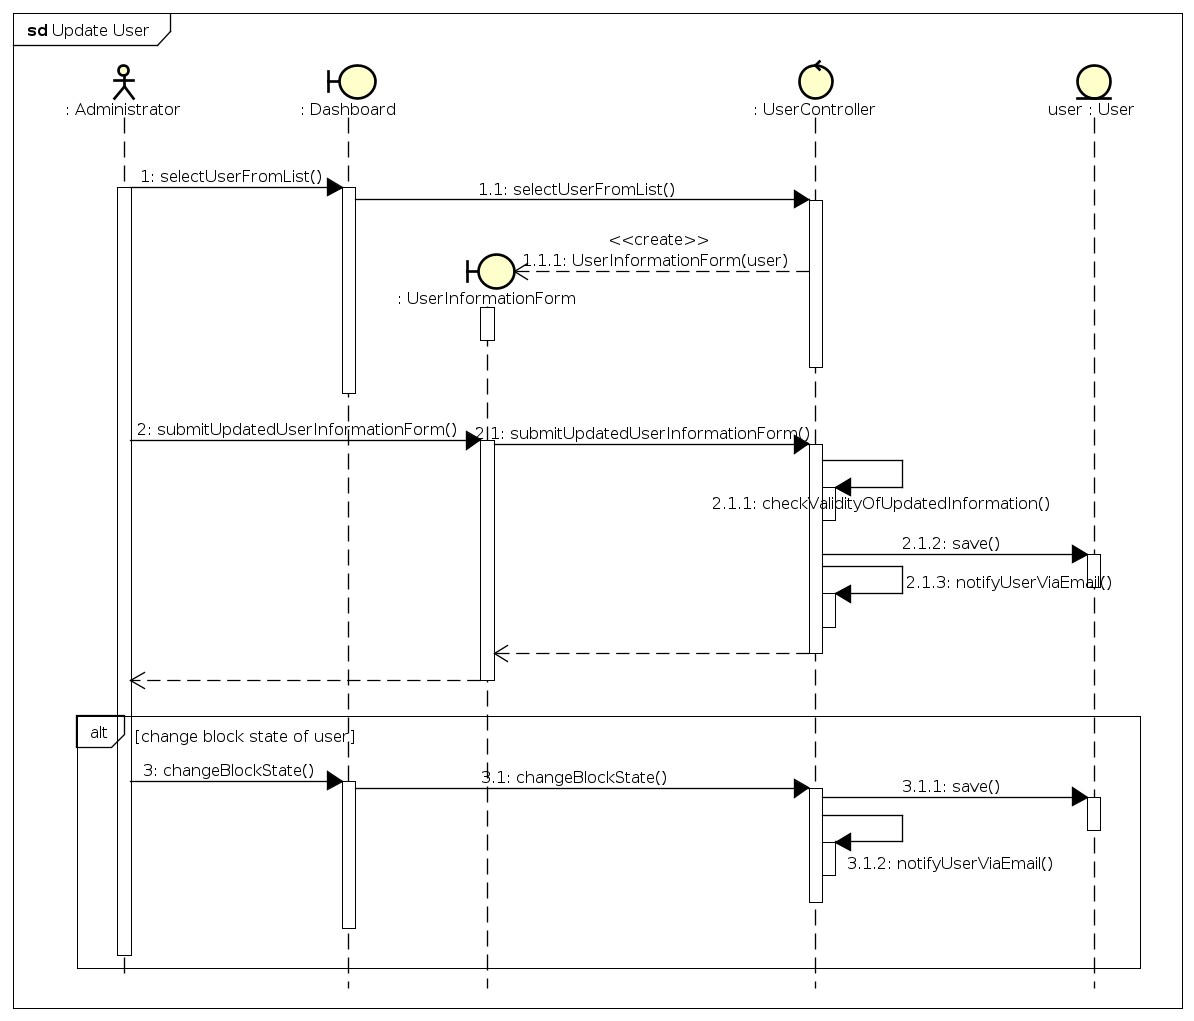 sd Update User
: Administrator
: Dashboard
: UserController
user : User
1: selectUserFromList()
1.1: selectUserFromList()
<<create>>
1.1.1: UserInformationForm(user)
: UserInformationForm
2: submitUpdatedUserInformationForm()
2.1: submitUpdatedUserInformationForm()
2.1.1: checkValidityOfUpdatedInformation()
2.1.2: save()
2.1.3: notifyUserViaEmail()
alt
[change block state of user]
3: changeBlockState()
3.1: changeBlockState()
3.1.1: save()
3.1.2: notifyUserViaEmail()